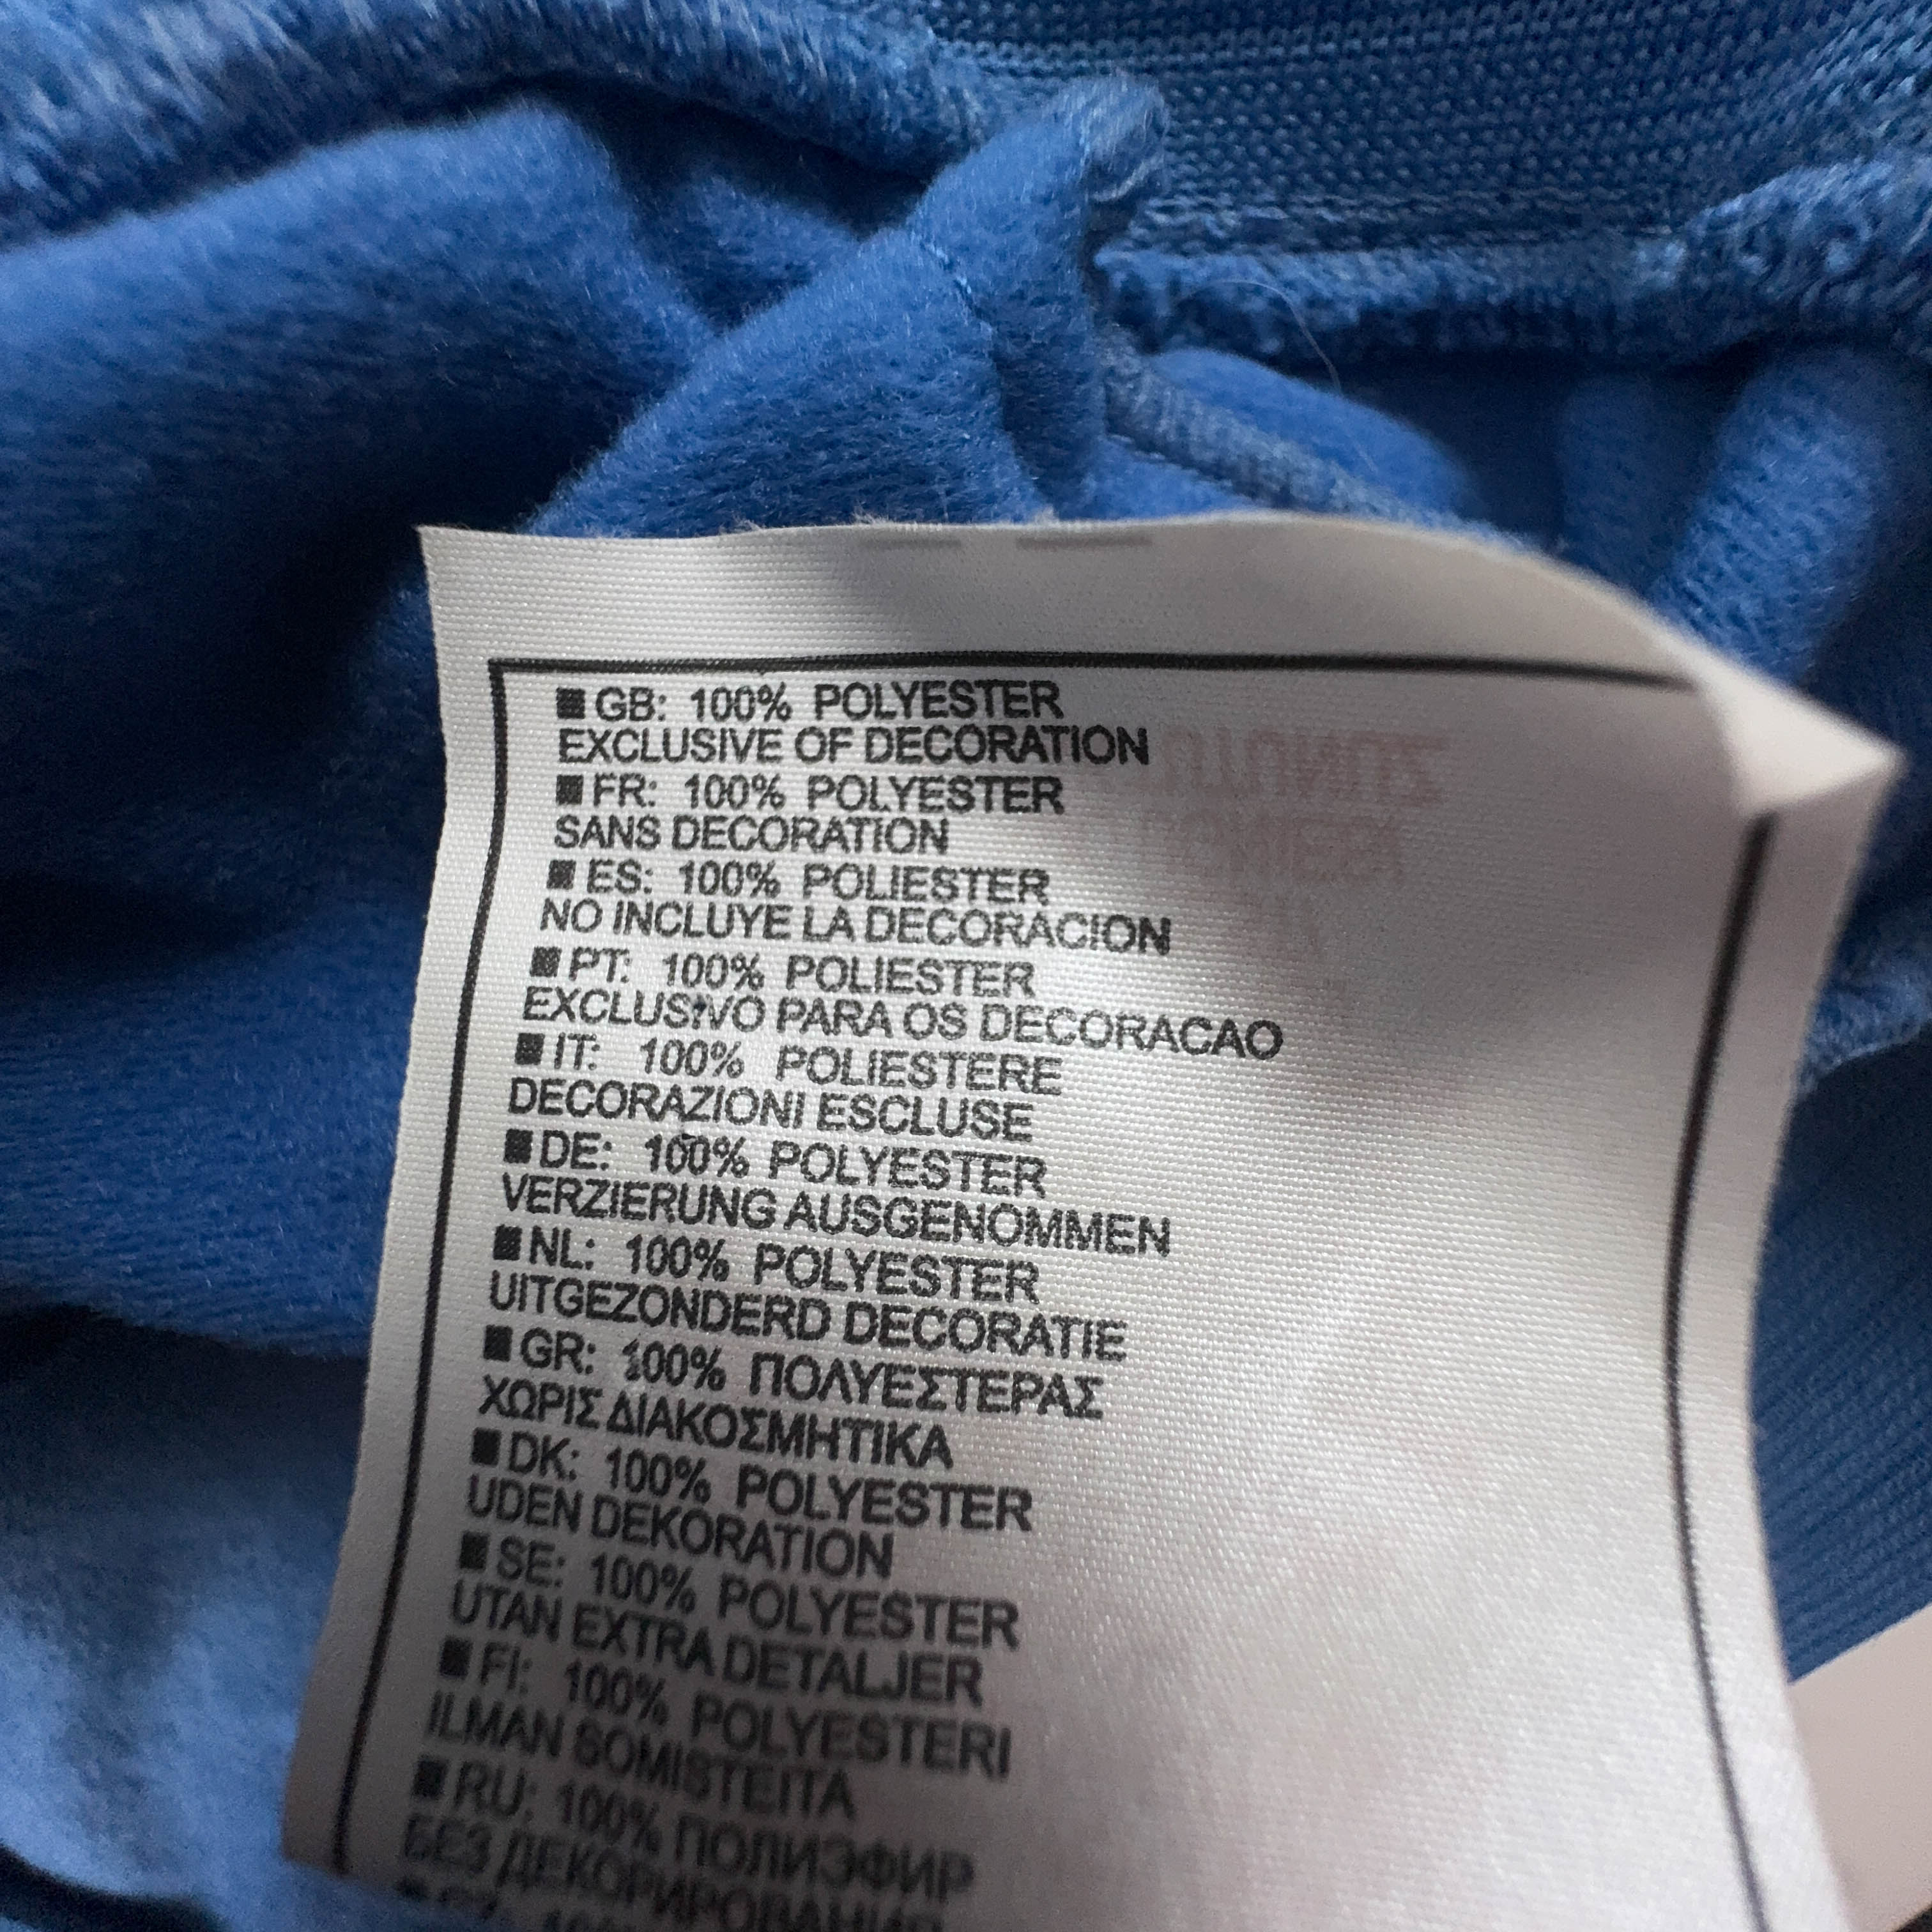 ■ GB: 100% POLYESTER
EXCLUSIVE OF DECORATION
■ FR: 100% POLYESTER
SANS DECORATION
■ ES: 100% POLIESTER
NO INCLUYE LA DECORACION
■ PT: 100% POLIESTER
EXCLUSIVO PARA OS DECORACAO
■ IT: 100% POLIESTERE
DECORAZIONI ESCLUSE
■ DE: 100% POLYESTER
VERZIERUNG AUSGENOMMEN
■ NL: 100% POLYESTER
UITGEZONDERD DECORATIE
■ GR: 100% ΠΟΛΥΕΣΤΕΡΑΣ
ΧΩΡΙΣ ΔΙΑΚΟΣΜΗΤΙΚΑ
■ DK: 100% POLYESTER
UDEN DEKORATION
■ SE: 100% POLYESTER
UTAN EXTRA DETALJER
■ FI: 100% POLYESTERI
ILMAN SOMISTEITA
■ RU: 100% ПОЛИЭФИР
БЕЗ ДЕКОРИРОВАНИЯ